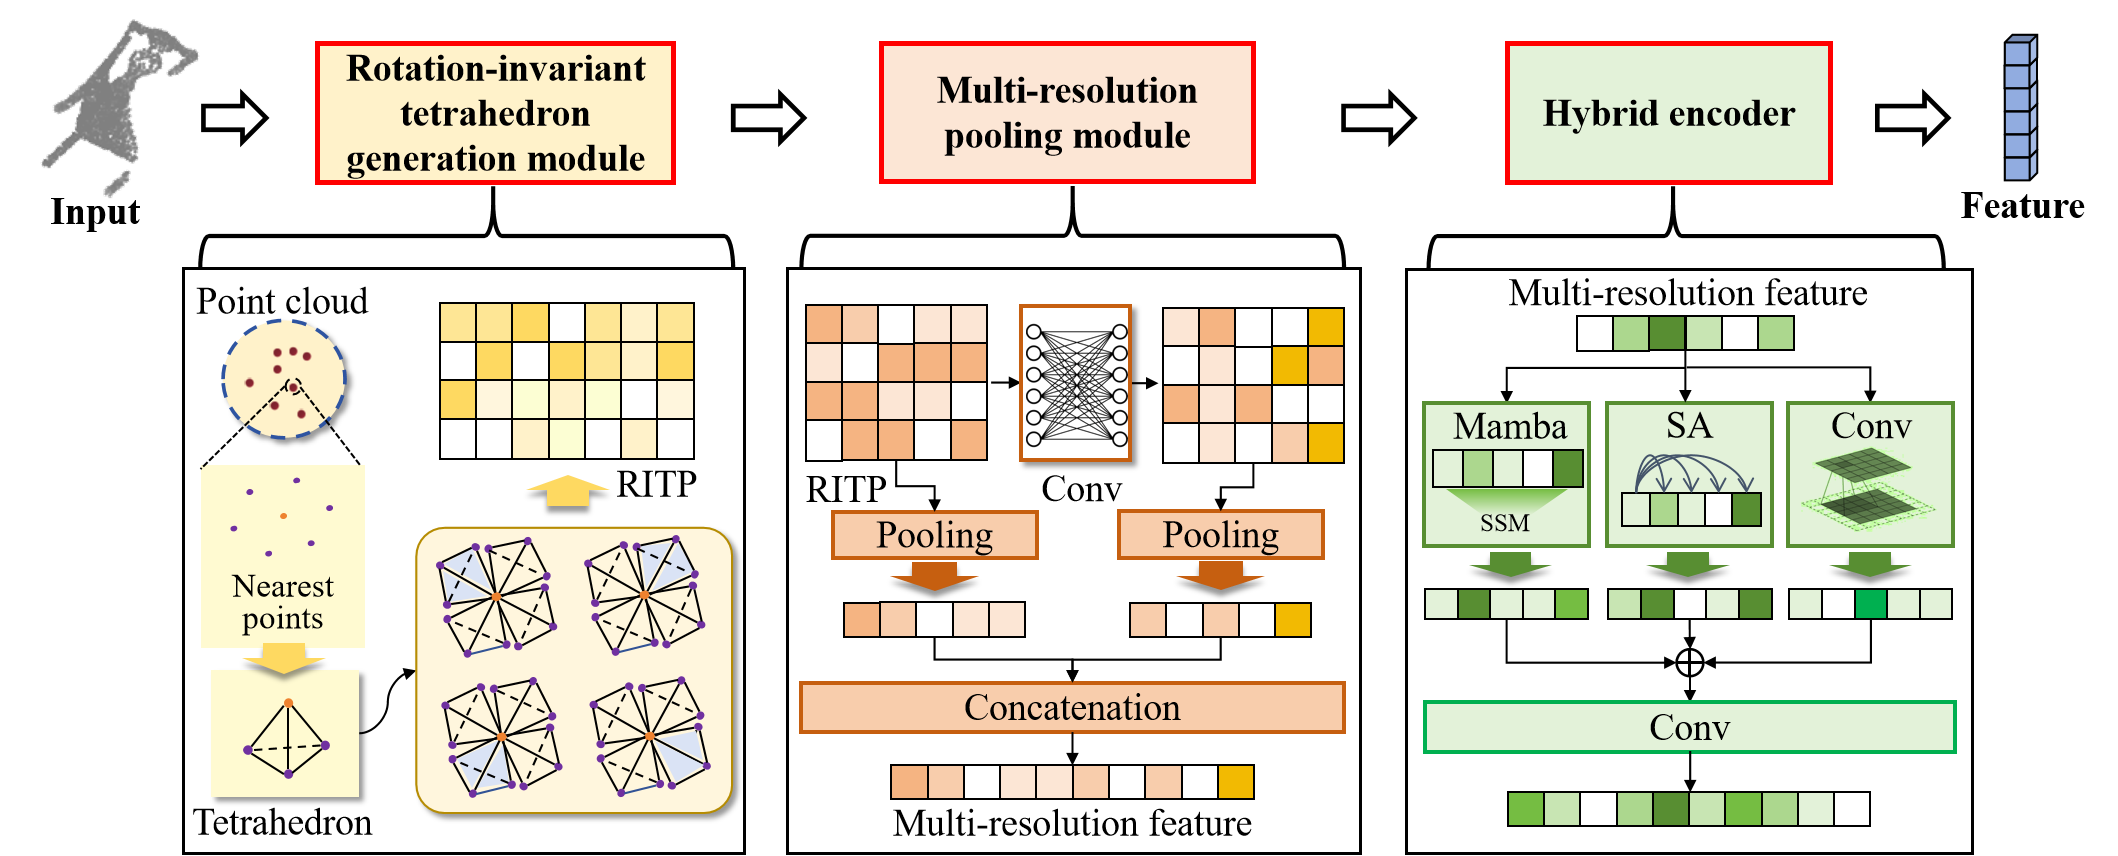 Input
Rotation-invariant
tetrahedron
generation module
Multi-resolution
pooling module
Hybrid encoder
Feature
Point cloud
Nearest
points
Tetrahedron
RITP
RITP
Conv
Pooling
Pooling
Concatenation
Multi-resolution feature
Multi-resolution feature
Mamba
SSM
SA
Conv
Conv